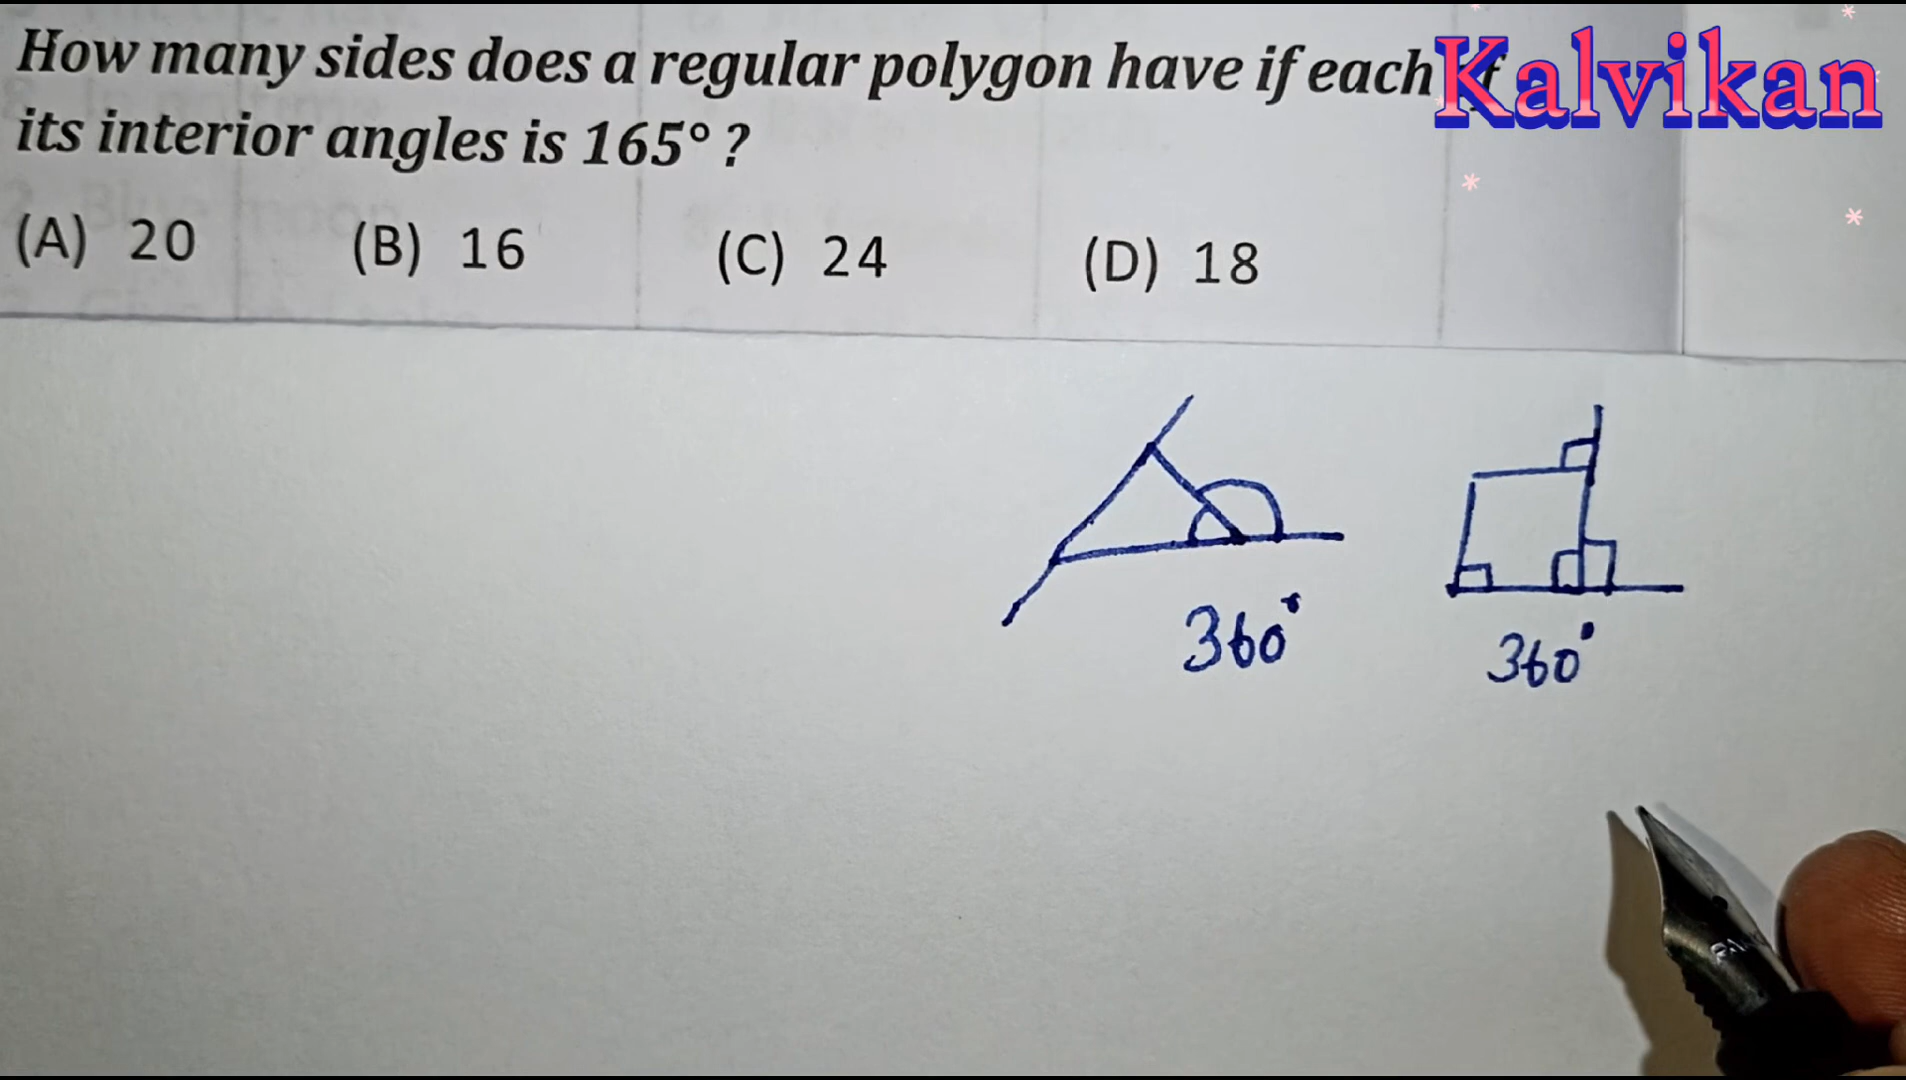 How many sides does a regular polygon have if each
Kalvikan
its interior angles is 165° ?
(A) 20 (B) 16 (C) 24 (D) 18
360°
360°